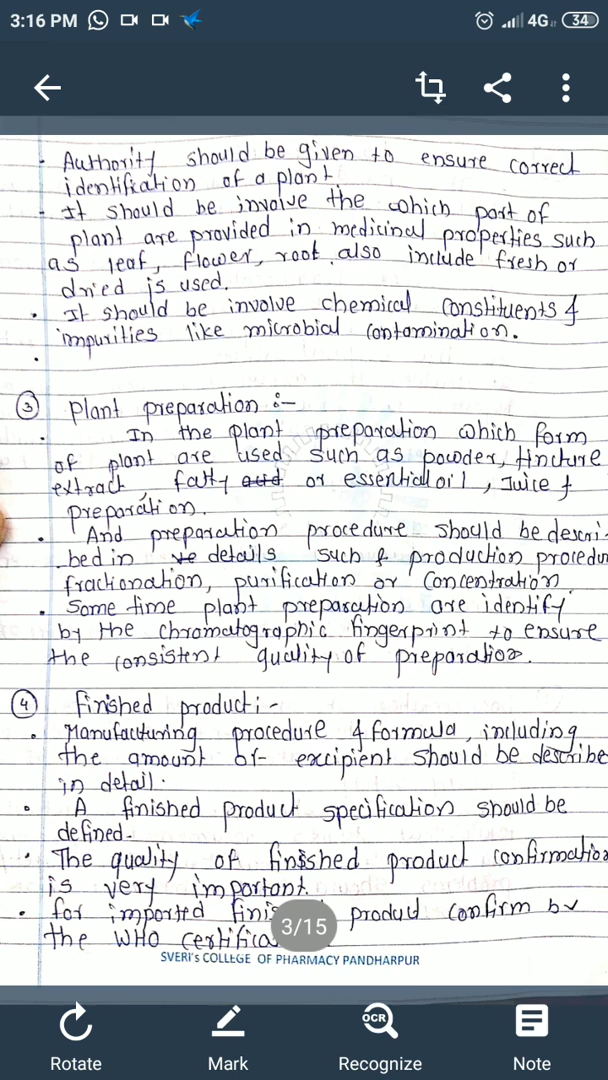 3:16 PM 4G 34
- Authority should be given to ensure correct
identification of a plant.
- It should be involve the which part of
plant are provided in medicinal properties such
as leaf, flower, root also include fresh or
dried is used.
• It should be involve chemical constituents &
impurities like microbial contamination.
•
③ Plant preparation :-
• In the plant preparation which form
of plant are used such as powder, tincture
extract, fatty or essential oil, Juice &
preparation.
• And preparation procedure should be descri-
bed in details such & production procedur
fractionation, purification or concentration
• Some time plant preparation are identify
by the chromatographic fingerprint to ensure
the consistent quality of preparation.
④ Finished product :-
• Manufacturing procedure & formula, including
the amount of excipient should be describe
in detail.
• A finished product specification should be
defined.
• The quality of finished product confirmation
is very important.
• for imported finis product confirm by
the WHO certifica
3/15
SVERI's COLLEGE OF PHARMACY PANDHARPUR
Rotate Mark OCR Recognize Note